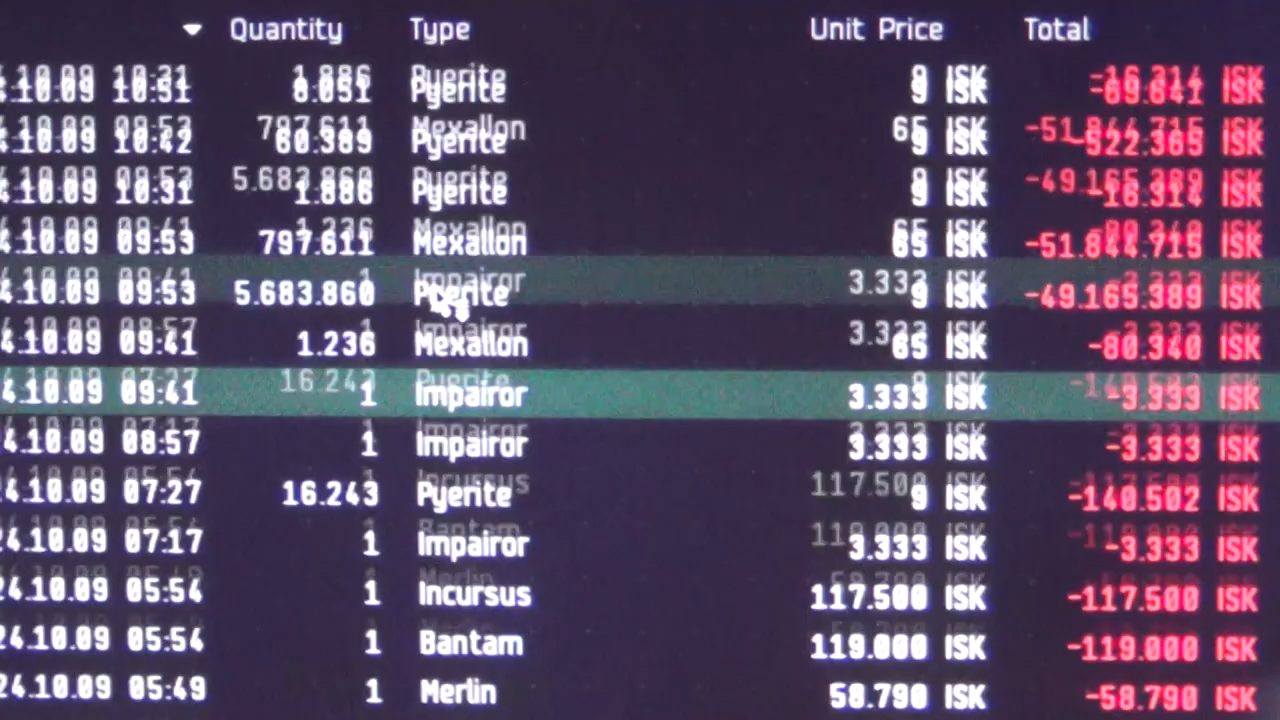 Quantity Type Unit Price Total
4.10.09 10:51 8.051 Pyerite 9 ISK -69.641 ISK
4.10.09 10:42 60.389 Pyerite 9 ISK -522.365 ISK
4.10.09 10:31 1.886 Pyerite 9 ISK -16.314 ISK
4.10.09 09:53 797.611 Mexallon 65 ISK -51.844.715 ISK
4.10.09 09:53 5.683.860 Pyerite 9 ISK -49.165.389 ISK
4.10.09 09:41 1.236 Mexallon 65 ISK -80.340 ISK
4.10.09 09:41 1 Impairor 3.333 ISK -3.333 ISK
4.10.09 08:57 1 Impairor 3.333 ISK -3.333 ISK
4.10.09 07:27 16.243 Pyerite 9 ISK -140.502 ISK
4.10.09 07:17 1 Impairor 3.333 ISK -3.333 ISK
24.10.09 05:54 1 Incursus 117.500 ISK -117.500 ISK
24.10.09 05:54 1 Bantam 119.000 ISK -119.000 ISK
24.10.09 05:49 1 Merlin 58.790 ISK -58.790 ISK